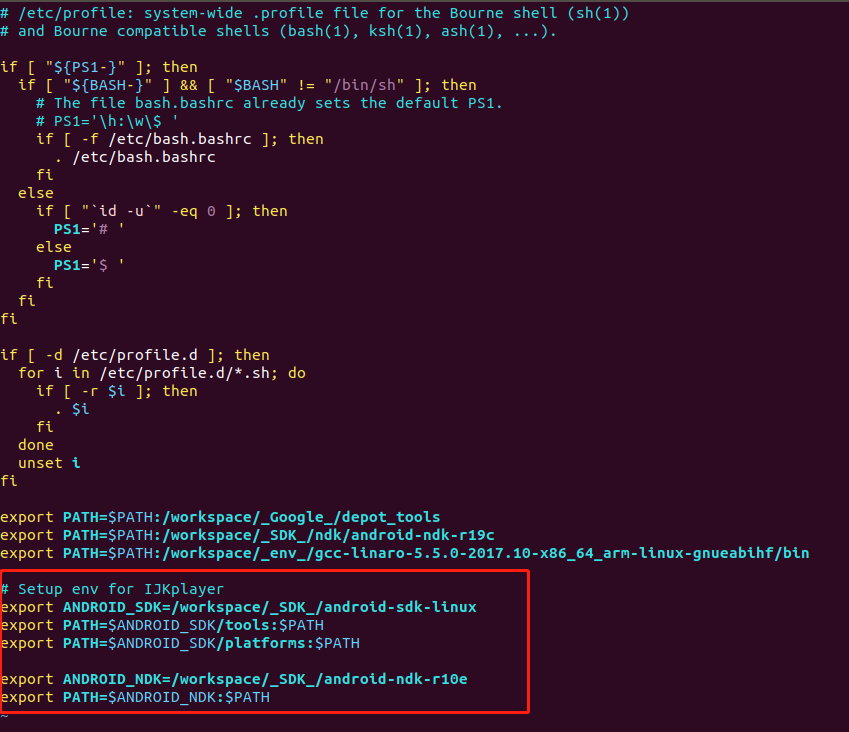 # /etc/profile: system-wide .profile file for the Bourne shell (sh(1))
# and Bourne compatible shells (bash(1), ksh(1), ash(1), ...).

if [ "${PS1-}" ]; then
  if [ "${BASH-}" ] && [ "$BASH" != "/bin/sh" ]; then
    # The file bash.bashrc already sets the default PS1.
    # PS1='\h:\w\$ '
    if [ -f /etc/bash.bashrc ]; then
      . /etc/bash.bashrc
    fi
  else
    if [ "`id -u`" -eq 0 ]; then
      PS1='# '
    else
      PS1='$ '
    fi
  fi
fi

if [ -d /etc/profile.d ]; then
  for i in /etc/profile.d/*.sh; do
    if [ -r $i ]; then
      . $i
    fi
  done
  unset i
fi

export PATH=$PATH:/workspace/_Google_/depot_tools
export PATH=$PATH:/workspace/_SDK_/ndk/android-ndk-r19c
export PATH=$PATH:/workspace/_env_/gcc-linaro-5.5.0-2017.10-x86_64_arm-linux-gnueabihf/bin

# Setup env for IJKplayer
export ANDROID_SDK=/workspace/_SDK_/android-sdk-linux
export PATH=$ANDROID_SDK/tools:$PATH
export PATH=$ANDROID_SDK/platforms:$PATH

export ANDROID_NDK=/workspace/_SDK_/android-ndk-r10e
export PATH=$ANDROID_NDK:$PATH
~